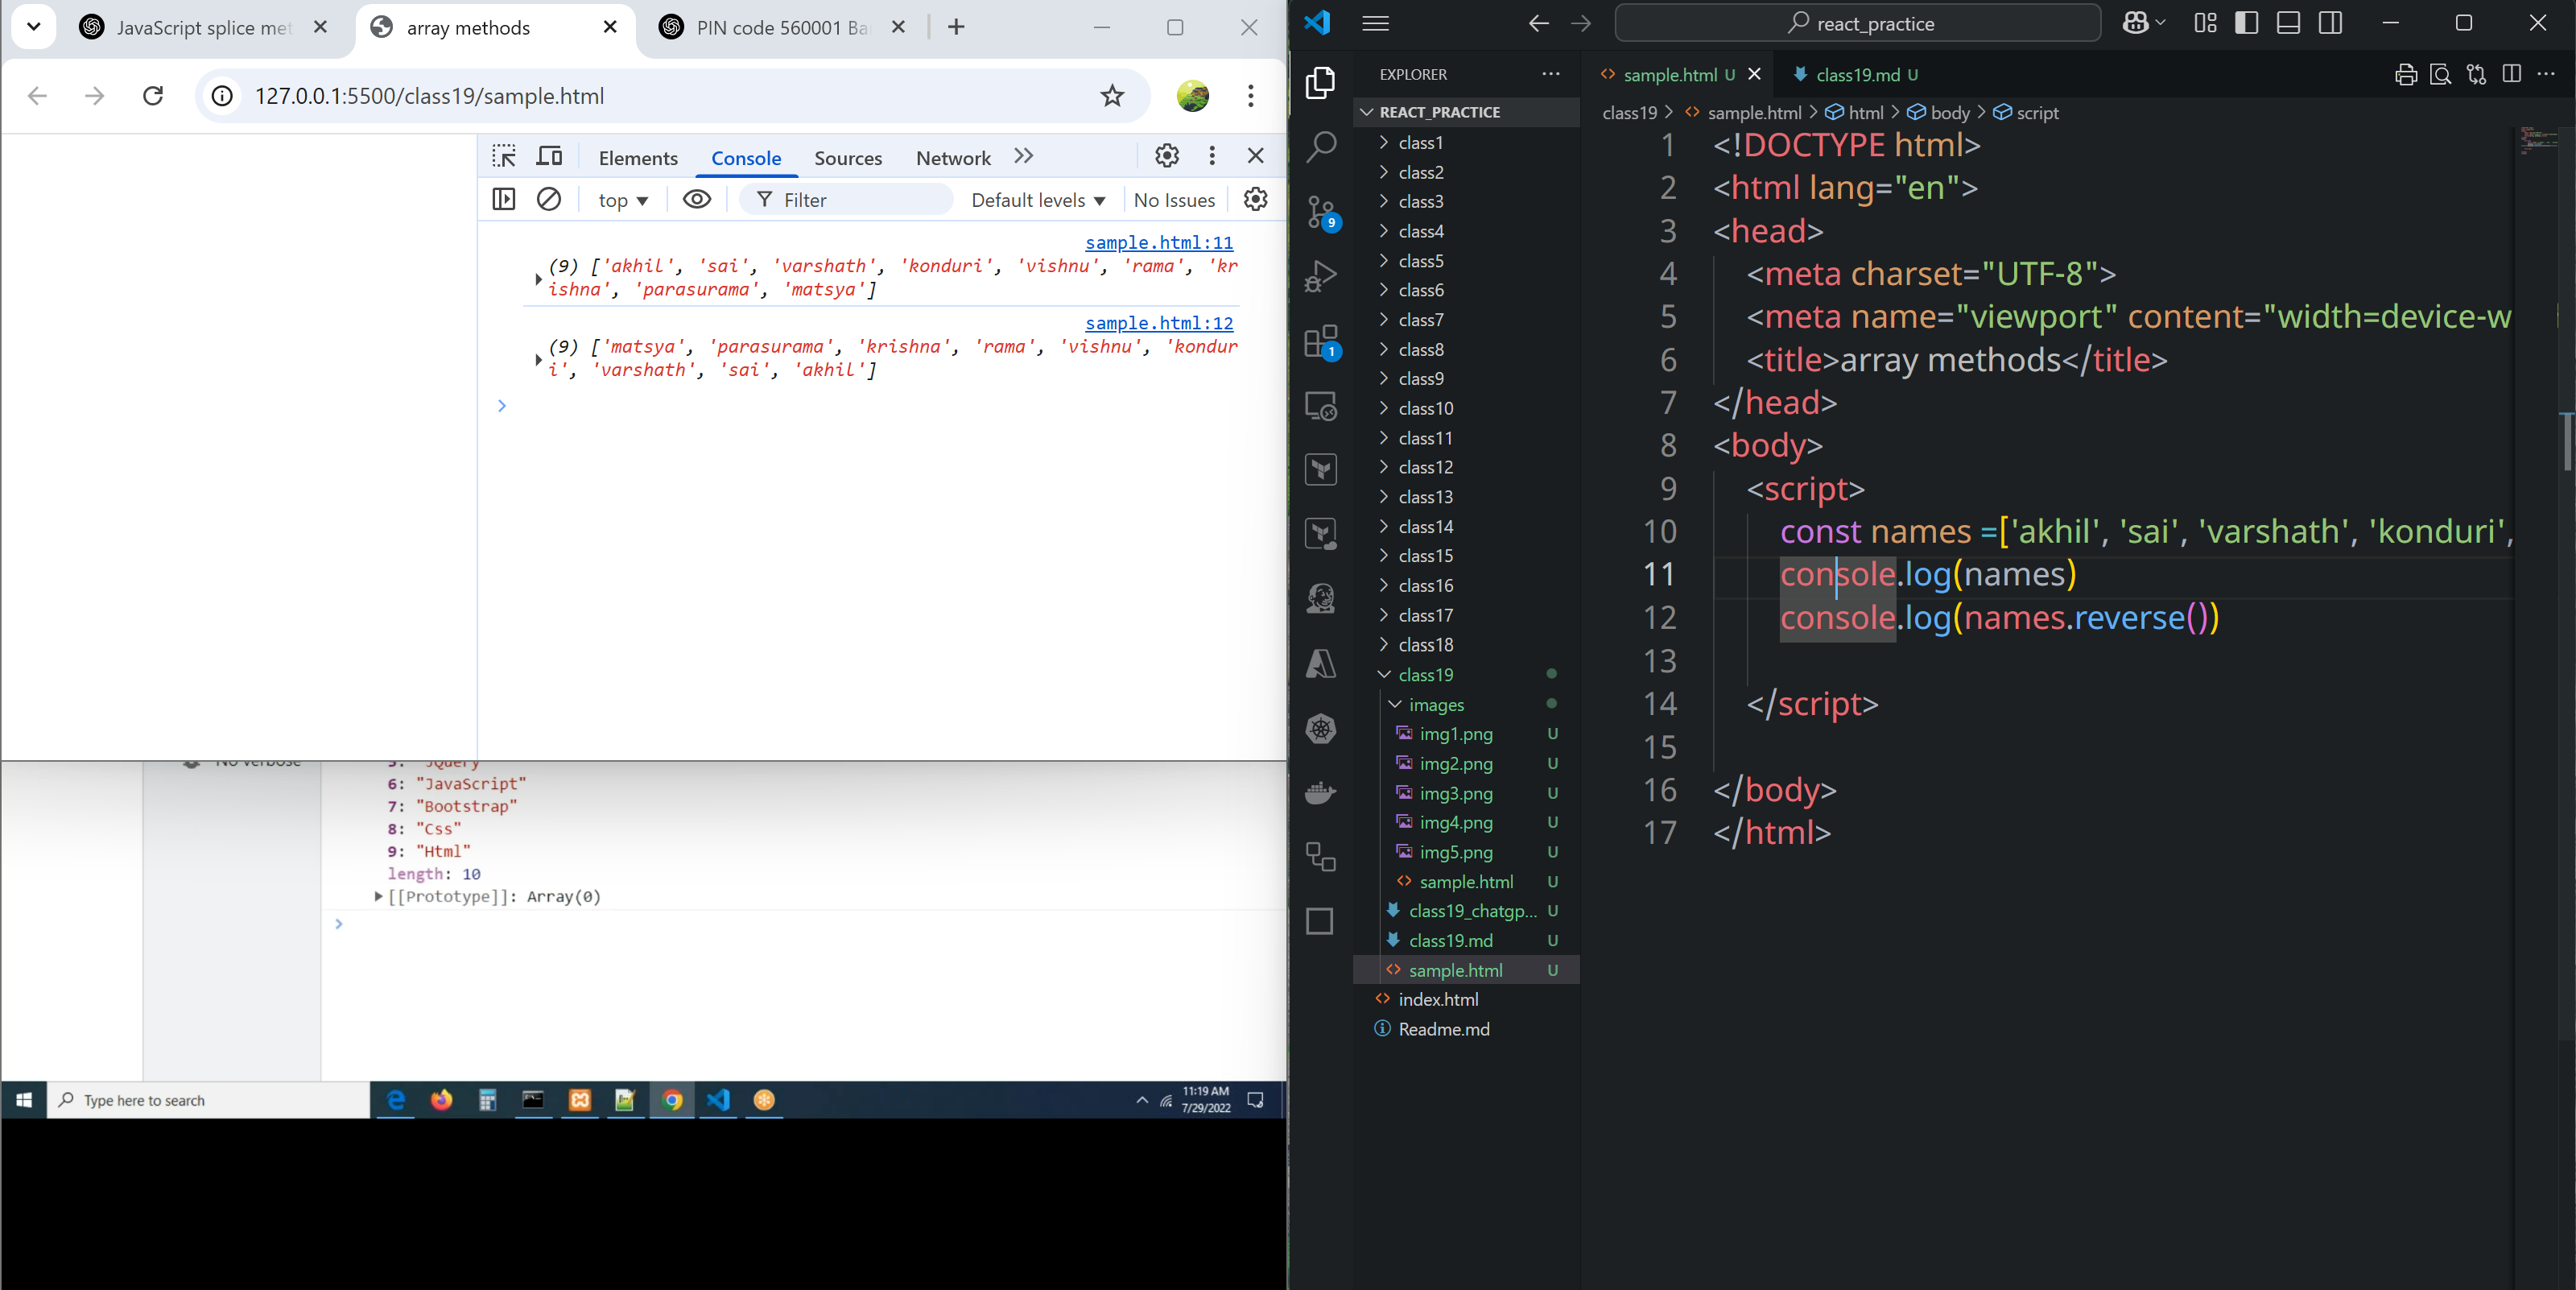 JavaScript splice met
array methods
PIN code 560001 Ba
127.0.0.1:5500/class19/sample.html
Elements
Console
Sources
Network
top
Filter
Default levels
No Issues
sample.html:11
(9) ['akhil', 'sai', 'varshath', 'konduri', 'vishnu', 'rama', 'kr
ishna', 'parasurama', 'matsya']
sample.html:12
(9) ['matsya', 'parasurama', 'krishna', 'rama', 'vishnu', 'kondur
i', 'varshath', 'sai', 'akhil']
No verbose
5: "JQuery"
6: "JavaScript"
7: "Bootstrap"
8: "Css"
9: "Html"
length: 10
[[Prototype]]: Array(0)
Type here to search
11:19 AM
7/29/2022
react_practice
EXPLORER
REACT_PRACTICE
class1
class2
class3
class4
class5
class6
class7
class8
class9
class10
class11
class12
class13
class14
class15
class16
class17
class18
class19
images
img1.png U
img2.png U
img3.png U
img4.png U
img5.png U
sample.html U
class19_chatgp... U
class19.md U
sample.html U
index.html
Readme.md
9
1
sample.html U
class19.md U
class19 > sample.html > html > body > script
1 <!DOCTYPE html>
2 <html lang="en">
3 <head>
4 <meta charset="UTF-8">
5 <meta name="viewport" content="width=device-w
6 <title>array methods</title>
7 </head>
8 <body>
9 <script>
10 const names =['akhil', 'sai', 'varshath', 'konduri',
11 console.log(names)
12 console.log(names.reverse())
13
14 </script>
15
16 </body>
17 </html>